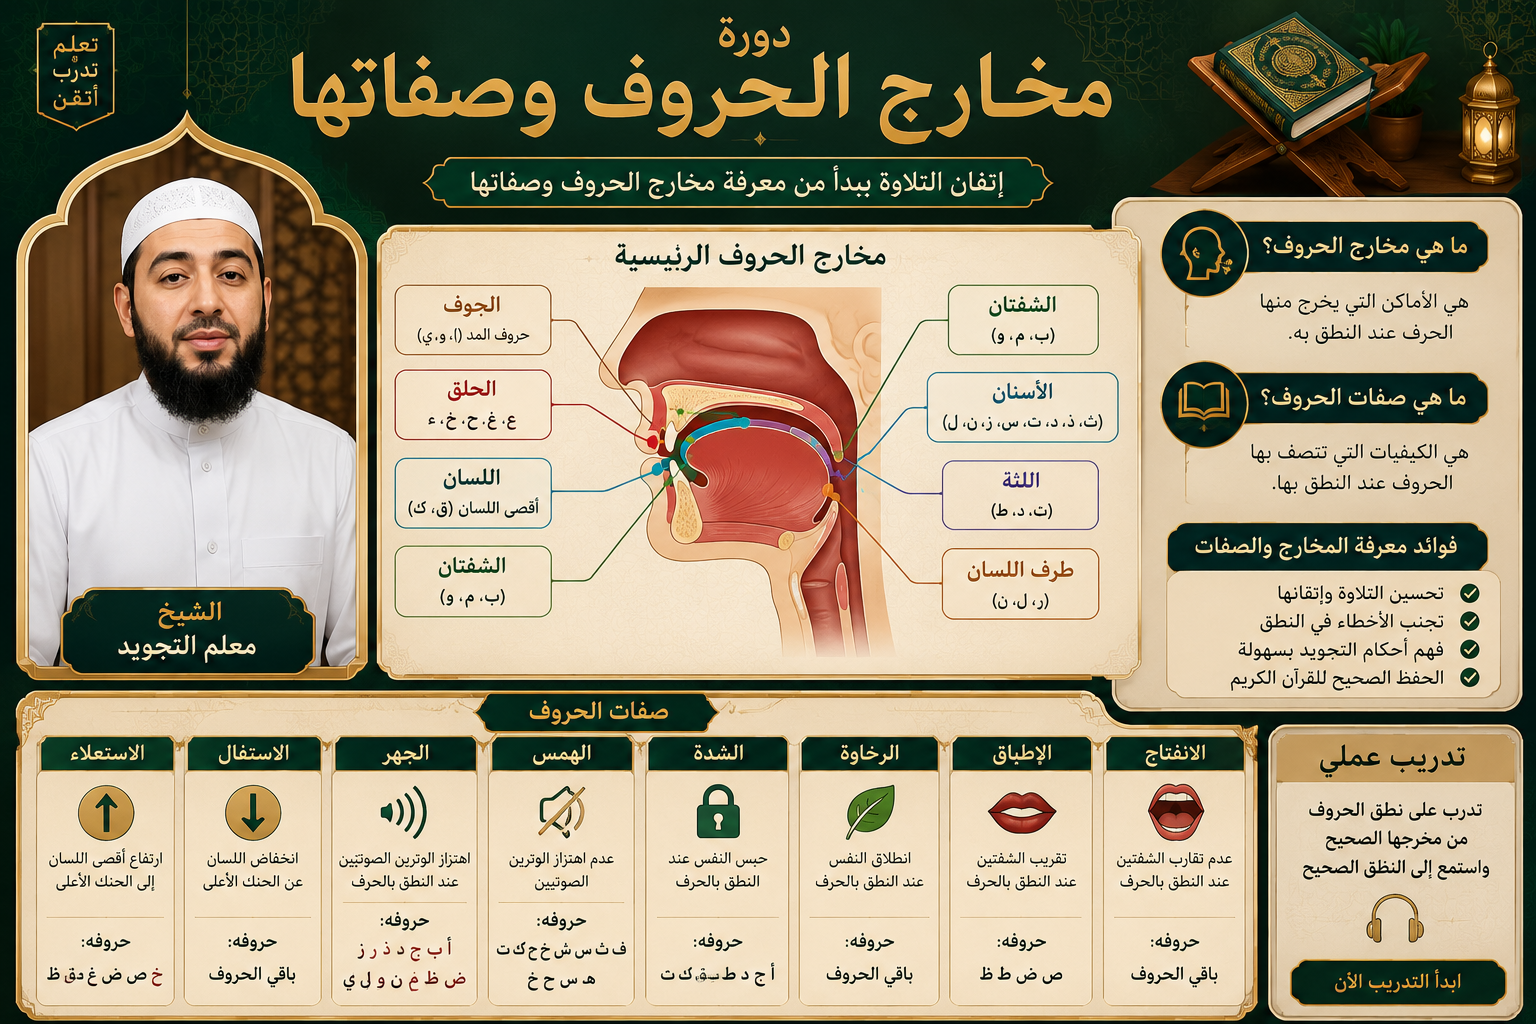 تعلم
تدرب
أتقن
دورة
مخارج الحروف وصفاتها
إتفان التلاوة ببدأ من معرفة مخارج الحروف وصفاتها
الشيخ
معلم التجويد
مخارج الحروف الرئيسية
الشفتان
(ب، م، و)
الأسنان
(ث، ذ، د، ت، س، ز، ن، ل)
اللثة
(ت، د، ط)
طرف اللسان
(ر، ل، ن)
الجوف
حروف المد (ا، و، ي)
الحلق
ع، غ، ح، خ، ء
اللسان
أقصى اللسان (ق، ك)
الشفتان
(ب، م، و)
ما هي مخارج الحروف؟
هي الأماكن التي يخرج منها
الحرف عند النطق به.
ما هي صفات الحروف؟
هي الكيفيات التي تتصف بها
الحروف عند النطق بها.
فوائد معرفة المخارج والصفات
تحسين التلاوة وإتقانها
تجنب الأخطاء في النطق
فهم أحكام التجويد بسهولة
الحفظ الصحيح للقرآن الكريم
صفات الحروف
الانفتاح
عدم تقارب الشفتين
عند النطق بالحرف
حروفه:
باقي الحروف
الإطباق
تقريب الشفتين
عند النطق بالحرف
حروفه:
ص ض ط ظ
الرخاوة
انطلاق النفس
عند النطق بالحرف
حروفه:
باقي الحروف
الشدة
حبس النفس عند
النطق بالحرف
حروفه:
أ ج د ط ق ك ت
الهمس
عدم اهتزاز الوترين
الصوتيين
حروفه:
ف ث س ش خ ح ك ت
هـ س ح خ
الجهر
اهتزاز الوترين الصوتيين
عند النطق بالحرف
حروفه:
أ ب ج د ذ ر ز
ض ظ غ ن و ل ي
الاستفال
انخفاض اللسان
عن الحنك الأعلى
حروفه:
باقي الحروف
الاستعلاء
ارتفاع أقصى اللسان
إلى الحنك الأعلى
حروفه:
خ ص ض غ ق ظ
تدريب عملي
تدرب على نطق الحروف
من مخرجها الصحيح
واستمع إلى النظق الصحيح
ابدأ التدريب الأن